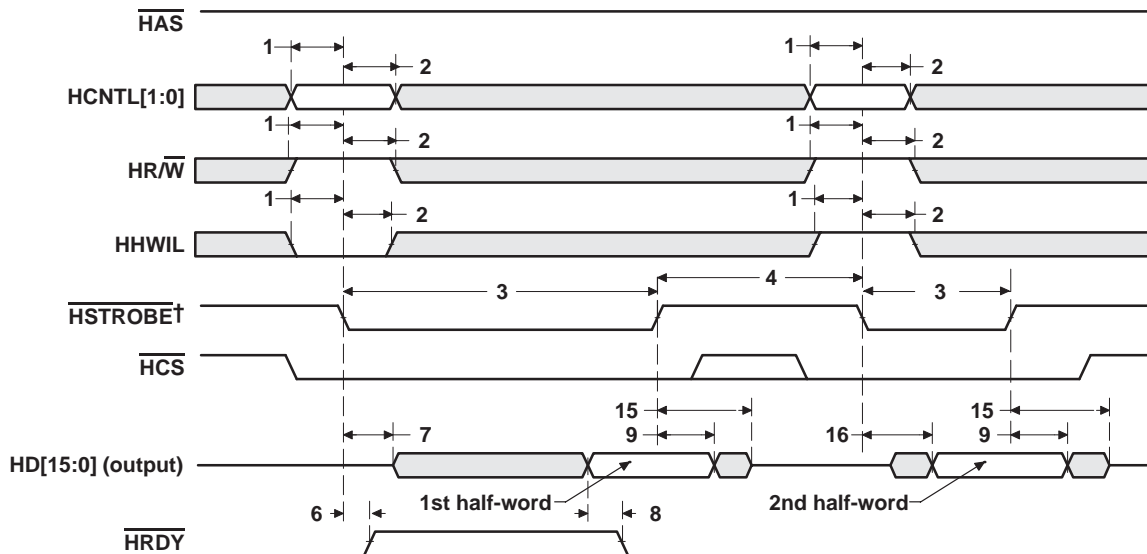 HAS
1
1
2
2
HCNTL[1:0]
1
1
2
2
HR/W
1
1
2
2
HHWIL
4
3
3
HSTROBE†
HCS
15
15
7
9
16
9
HD[15:0] (output)
1st half-word
2nd half-word
6
8
HRDY